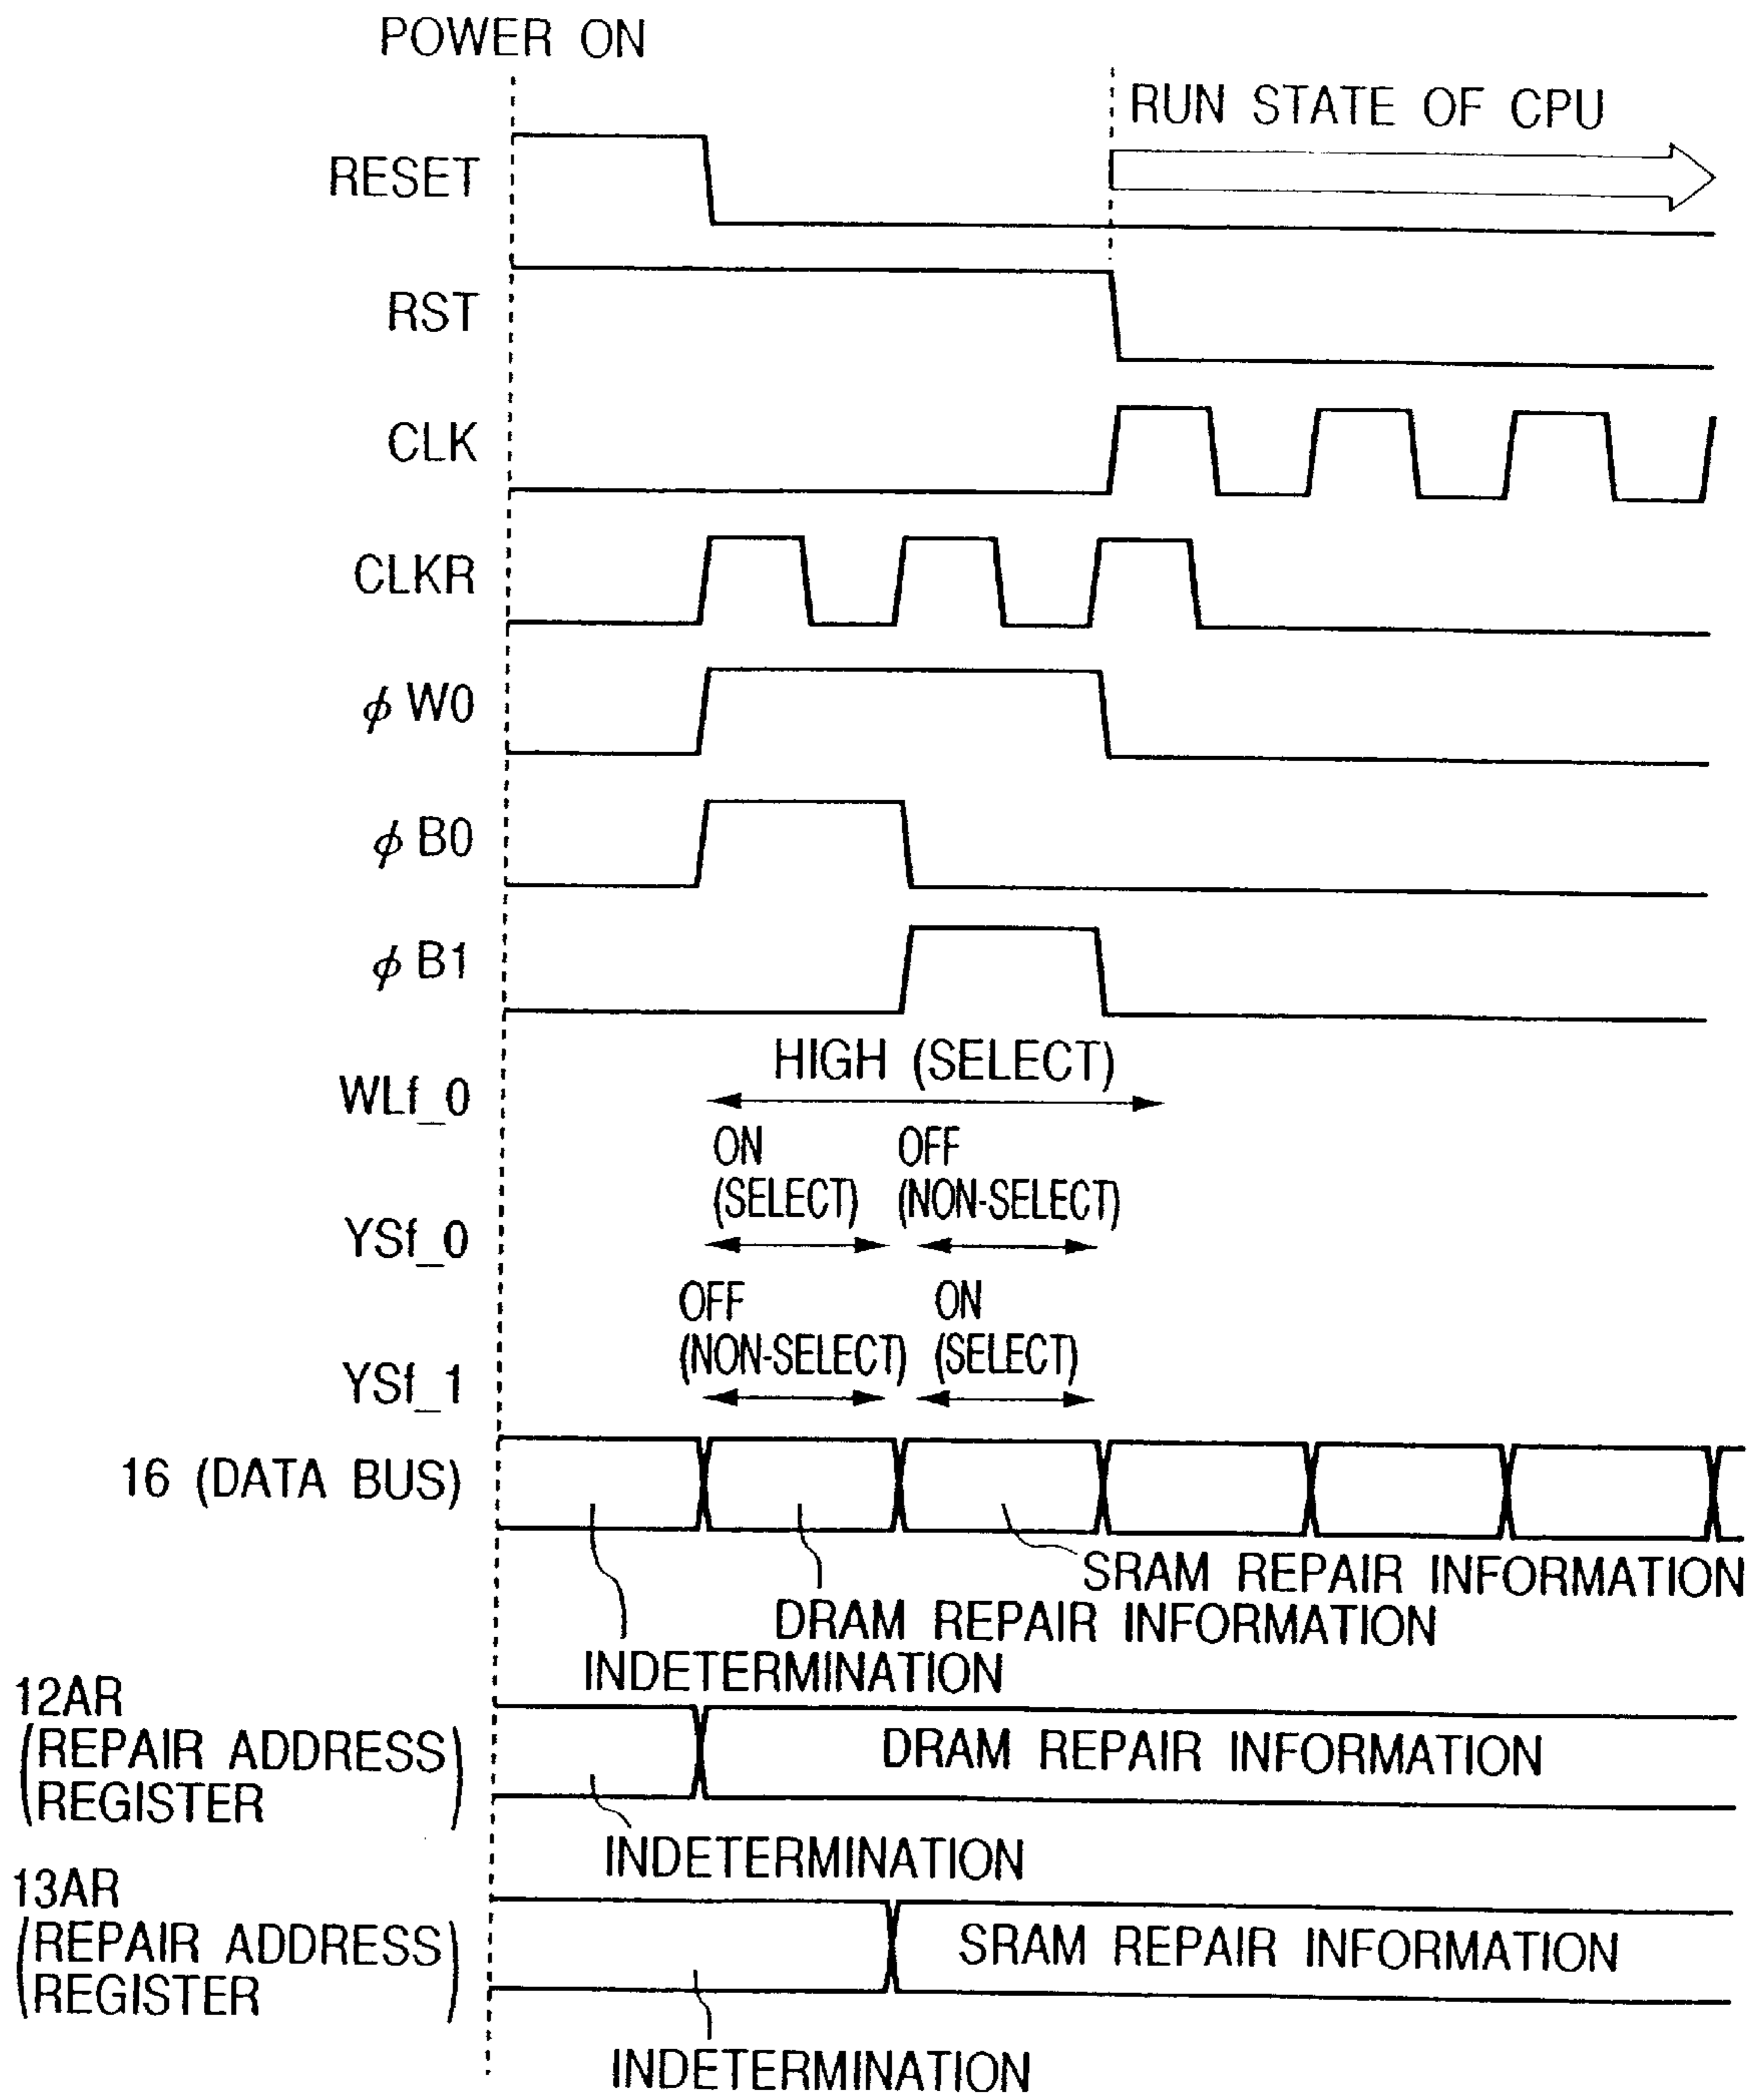 POWER ON
RUN STATE OF CPU
RESET
RST
CLK
CLKR
ϕ W0
ϕ B0
ϕ B1
HIGH (SELECT)
WLf_0
ON
(SELECT)
OFF
(NON-SELECT)
YSf_0
OFF
(NON-SELECT)
ON
(SELECT)
YSf_1
16 (DATA BUS)
SRAM REPAIR INFORMATION
DRAM REPAIR INFORMATION
INDETERMINATION
12AR
(REPAIR ADDRESS
REGISTER)
DRAM REPAIR INFORMATION
INDETERMINATION
13AR
(REPAIR ADDRESS
REGISTER)
SRAM REPAIR INFORMATION
INDETERMINATION